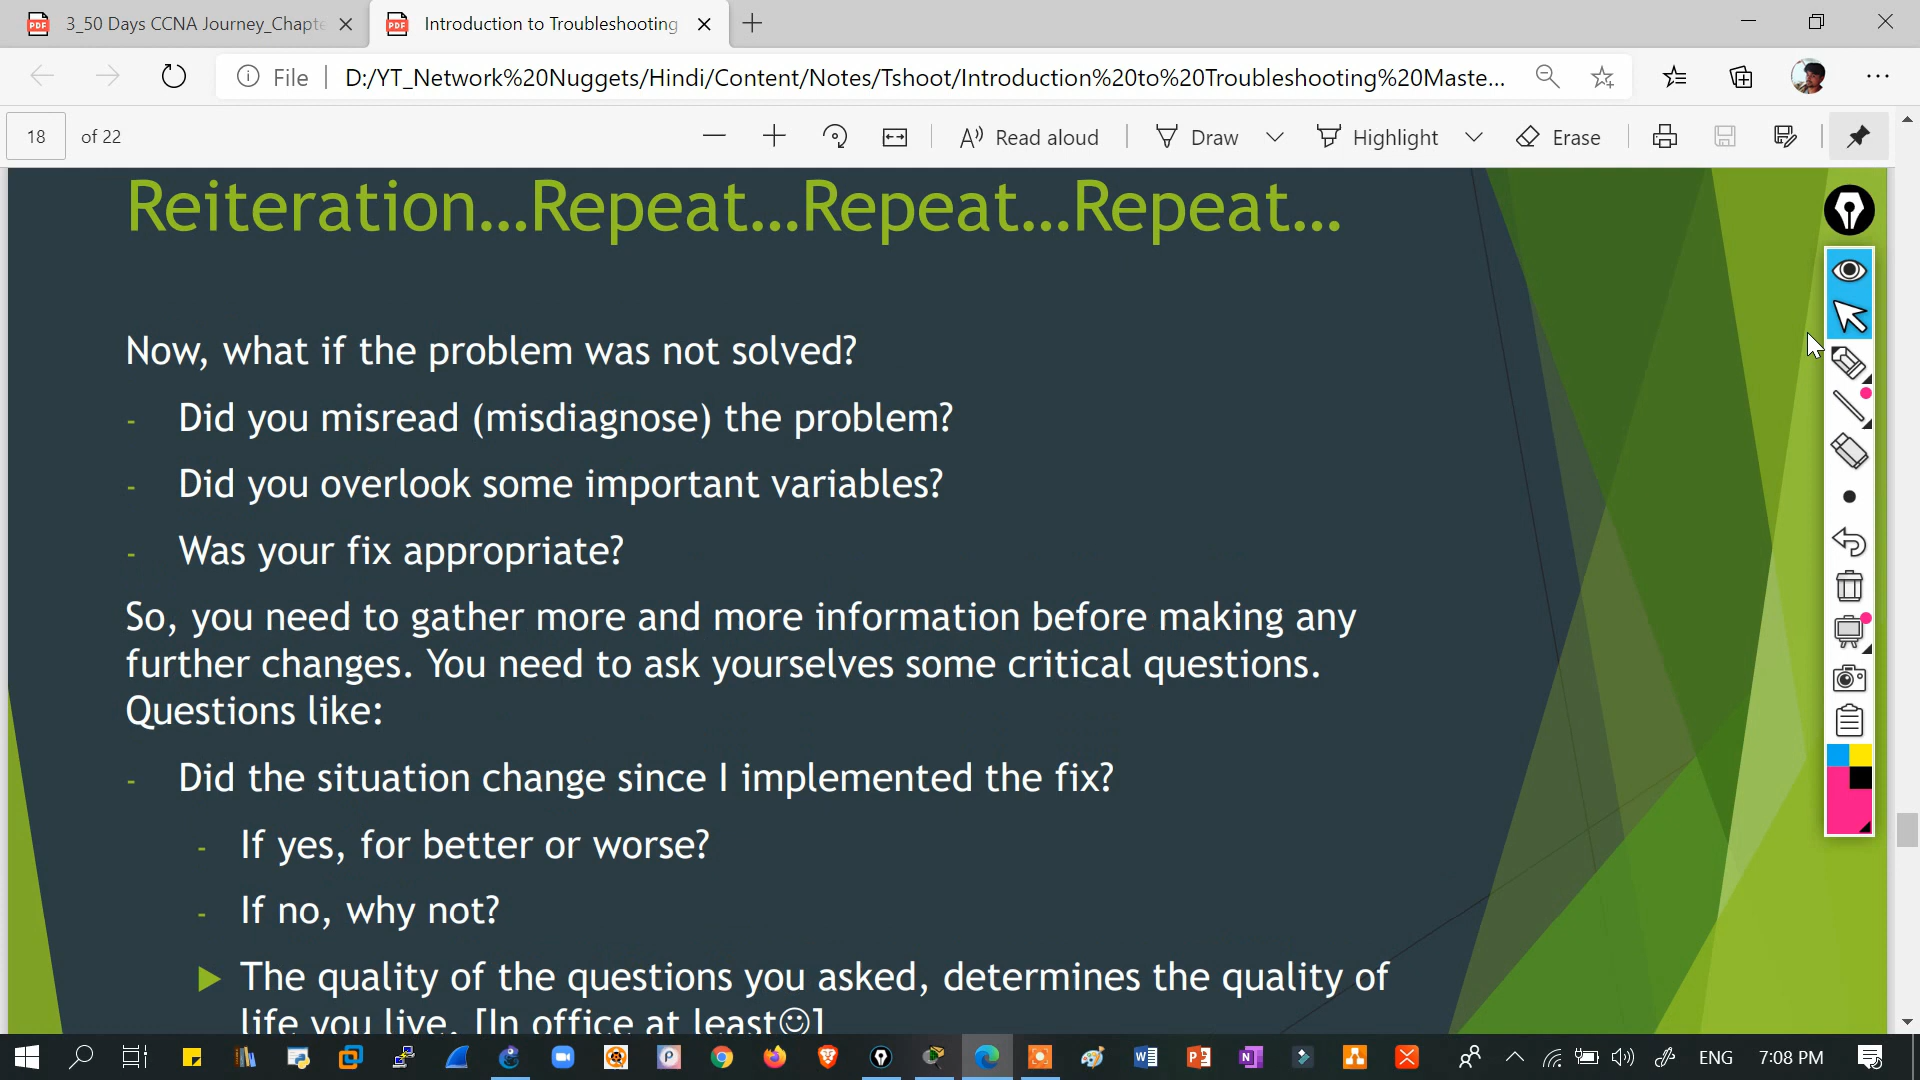 3_50 Days CCNA Journey_Chapte
Introduction to Troubleshooting
File
D:/YT_Network%20Nuggets/Hindi/Content/Notes/Tshoot/Introduction%20to%20Troubleshooting%20Maste...
18 of 22
Read aloud
Draw
Highlight
Erase
Reiteration...Repeat...Repeat...Repeat...
Now, what if the problem was not solved?
- Did you misread (misdiagnose) the problem?
- Did you overlook some important variables?
- Was your fix appropriate?
So, you need to gather more and more information before making any
further changes. You need to ask yourselves some critical questions.
Questions like:
- Did the situation change since I implemented the fix?
- If yes, for better or worse?
- If no, why not?
The quality of the questions you asked, determines the quality of
life you live. [In office at least☺]
ENG
7:08 PM